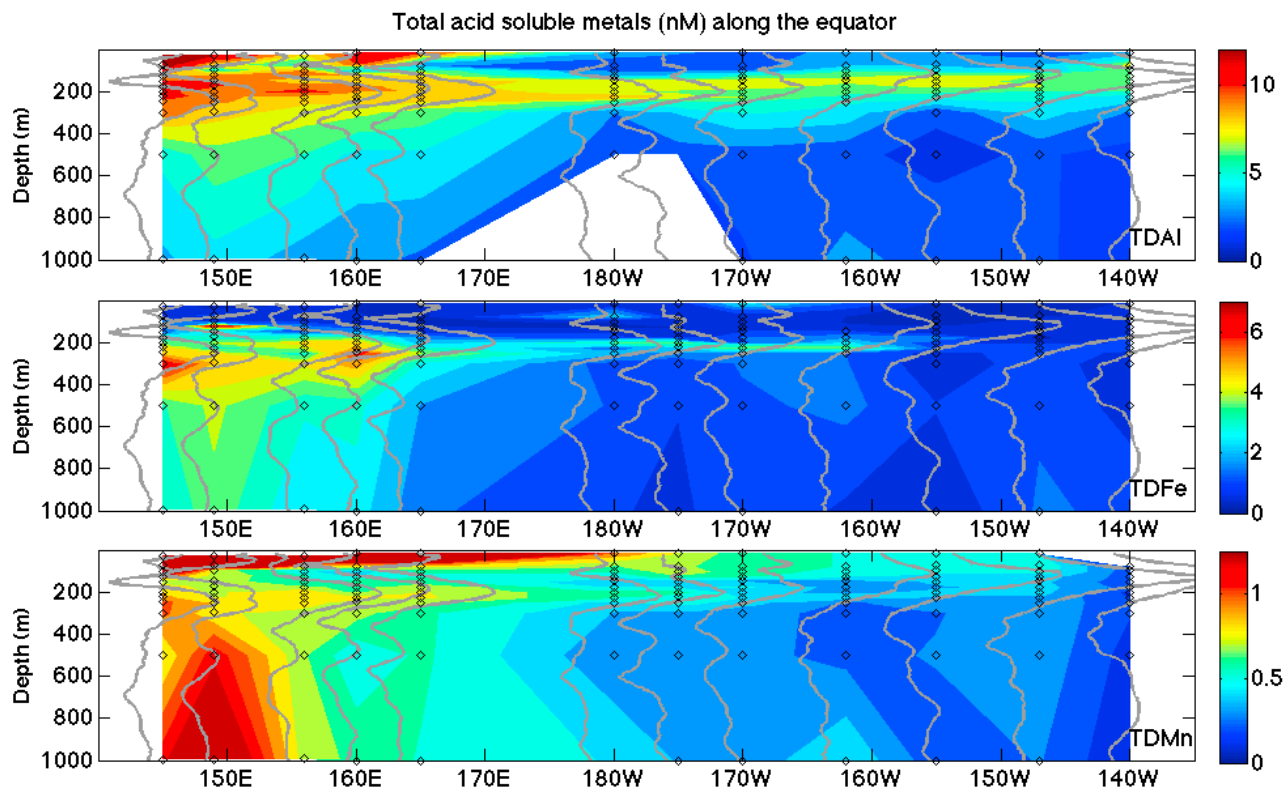 Total acid soluble metals (nM) along the equator
Depth (m)
200
400
600
800
1000
150E
160E
170E
180W
170W
160W
150W
140W
TDAl
10
5
0
Depth (m)
200
400
600
800
1000
150E
160E
170E
180W
170W
160W
150W
140W
TDFe
6
4
2
0
Depth (m)
200
400
600
800
1000
150E
160E
170E
180W
170W
160W
150W
140W
TDMn
1
0.5
0